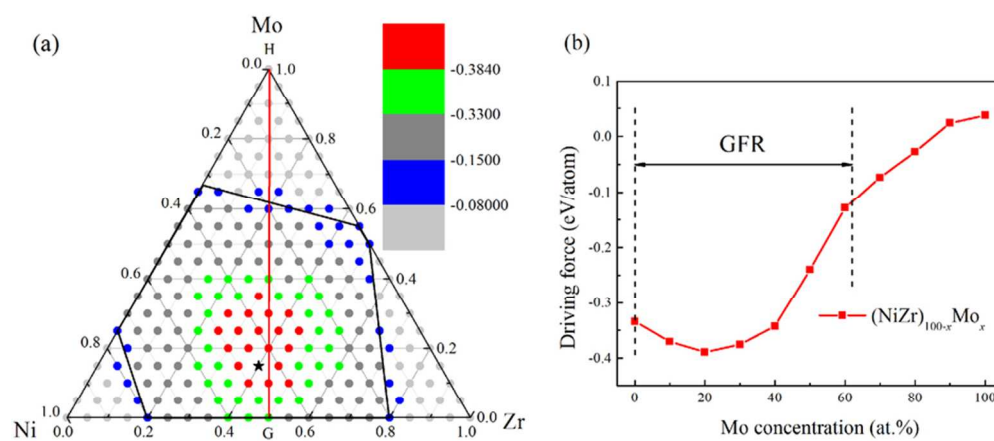 (a)
Mo
H
0.0 1.0
0.2 0.8
0.4 0.6
0.6 0.4
0.8 0.2
1.0 0.0
Ni G Zr
0.0 0.2 0.4 0.6 0.8 1.0
-0.3840
-0.3300
-0.1500
-0.08000
(b)
Driving force (eV/atom)
0.1
0.0
-0.1
-0.2
-0.3
-0.4
GFR
(NiZr)100-xMox
0 20 40 60 80 100
Mo concentration (at.%)